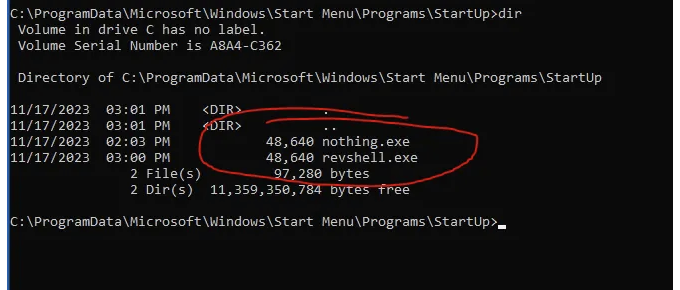 C:\ProgramData\Microsoft\Windows\Start Menu\Programs\StartUp>dir
Volume in drive C has no label.
Volume Serial Number is A8A4-C362
Directory of C:\ProgramData\Microsoft\Windows\Start Menu\Programs\StartUp
11/17/2023  03:01 PM    <DIR>          .
11/17/2023  03:01 PM    <DIR>          ..
11/17/2023  02:03 PM            48,640 nothing.exe
11/17/2023  03:00 PM            48,640 revshell.exe
2 File(s)         97,280 bytes
2 Dir(s)  11,359,350,784 bytes free
C:\ProgramData\Microsoft\Windows\Start Menu\Programs\StartUp>